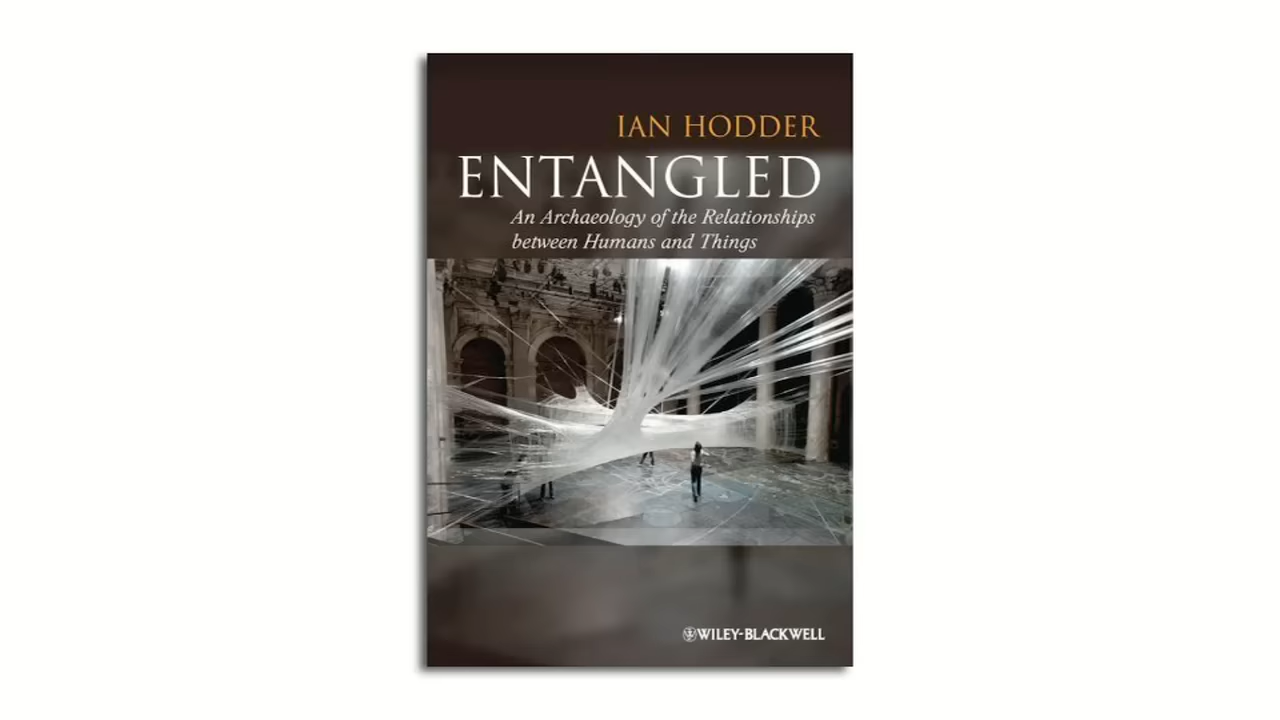 IAN HODDER
ENTANGLED
An Archaeology of the Relationships
between Humans and Things
WILEY-BLACKWELL